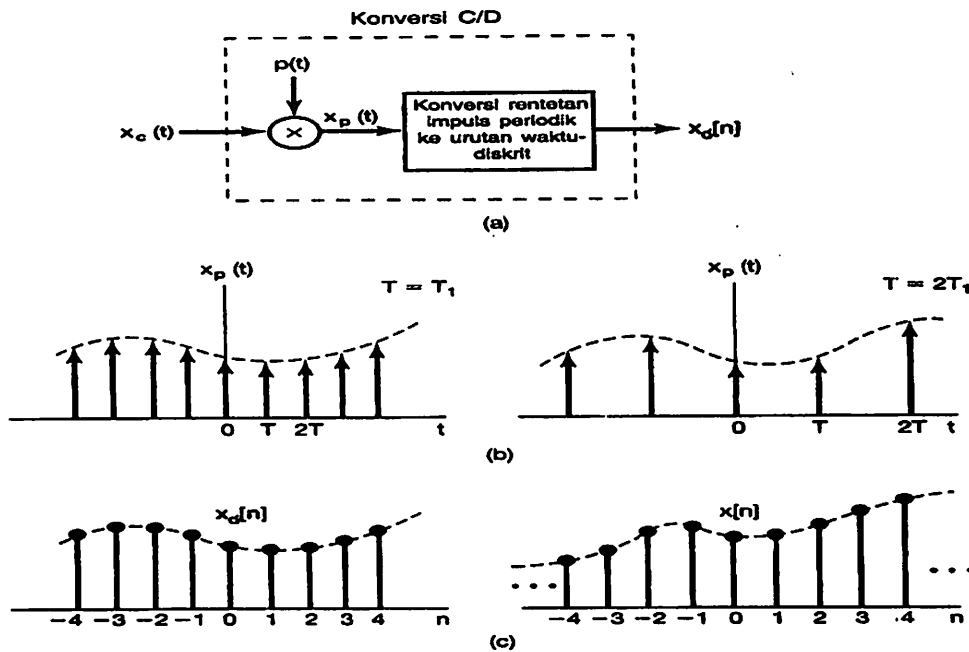 Konversi C/D
p(t)
x_c (t)
×
x_p (t)
Konversi rentetan
impuls periodik
ke urutan waktu-
diskrit
x_d[n]
(a)
x_p (t)
T = T_1
0 T 2T t
x_p (t)
T = 2T_1
0 T 2T t
(b)
x_d[n]
-4 -3 -2 -1 0 1 2 3 4 n
x[n]
-4 -3 -2 -1 0 1 2 3 4 n
(c)